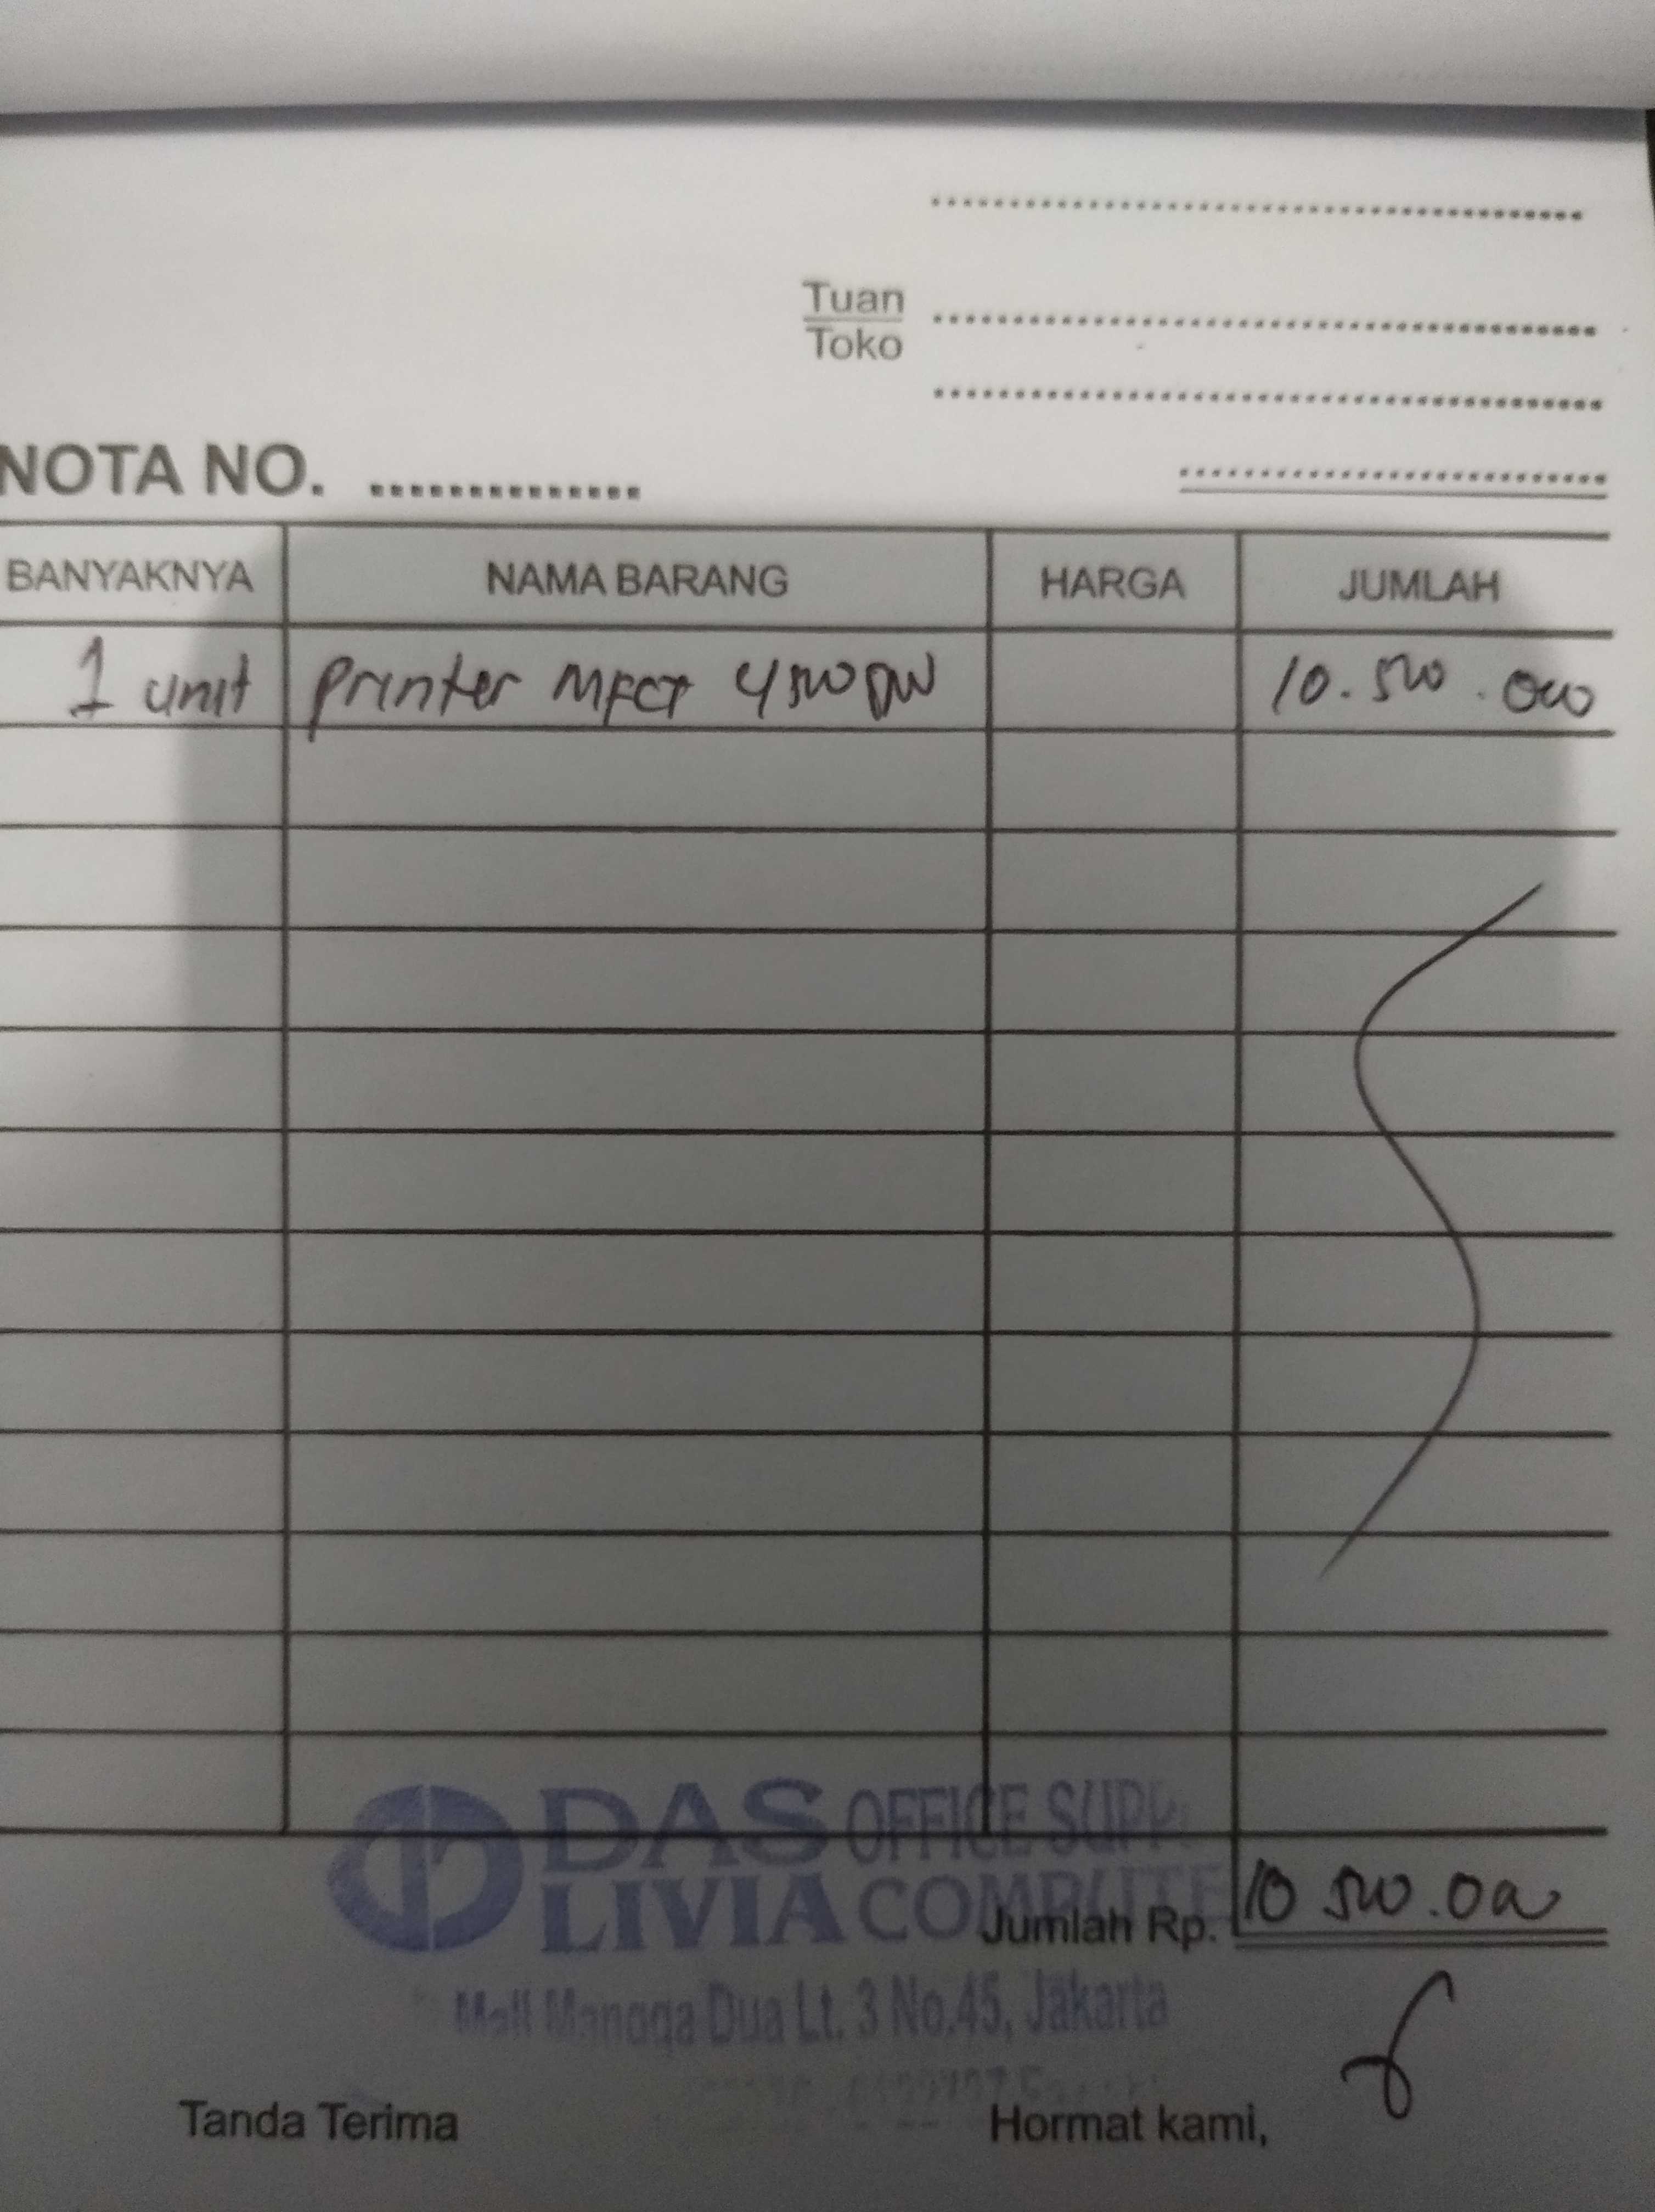 Tuan
Toko
NOTA NO.
BANYAKNYA NAMA BARANG HARGA JUMLAH
1 unit printer MFCT 4500DW 10.500.000
DAS OFFICE
LIVIA COMPUTE
Jumlah Rp. 10 500.000
Mall Mangga Dua Lt. 3 No.45, Jakarta
Tanda Terima Hormat kami,